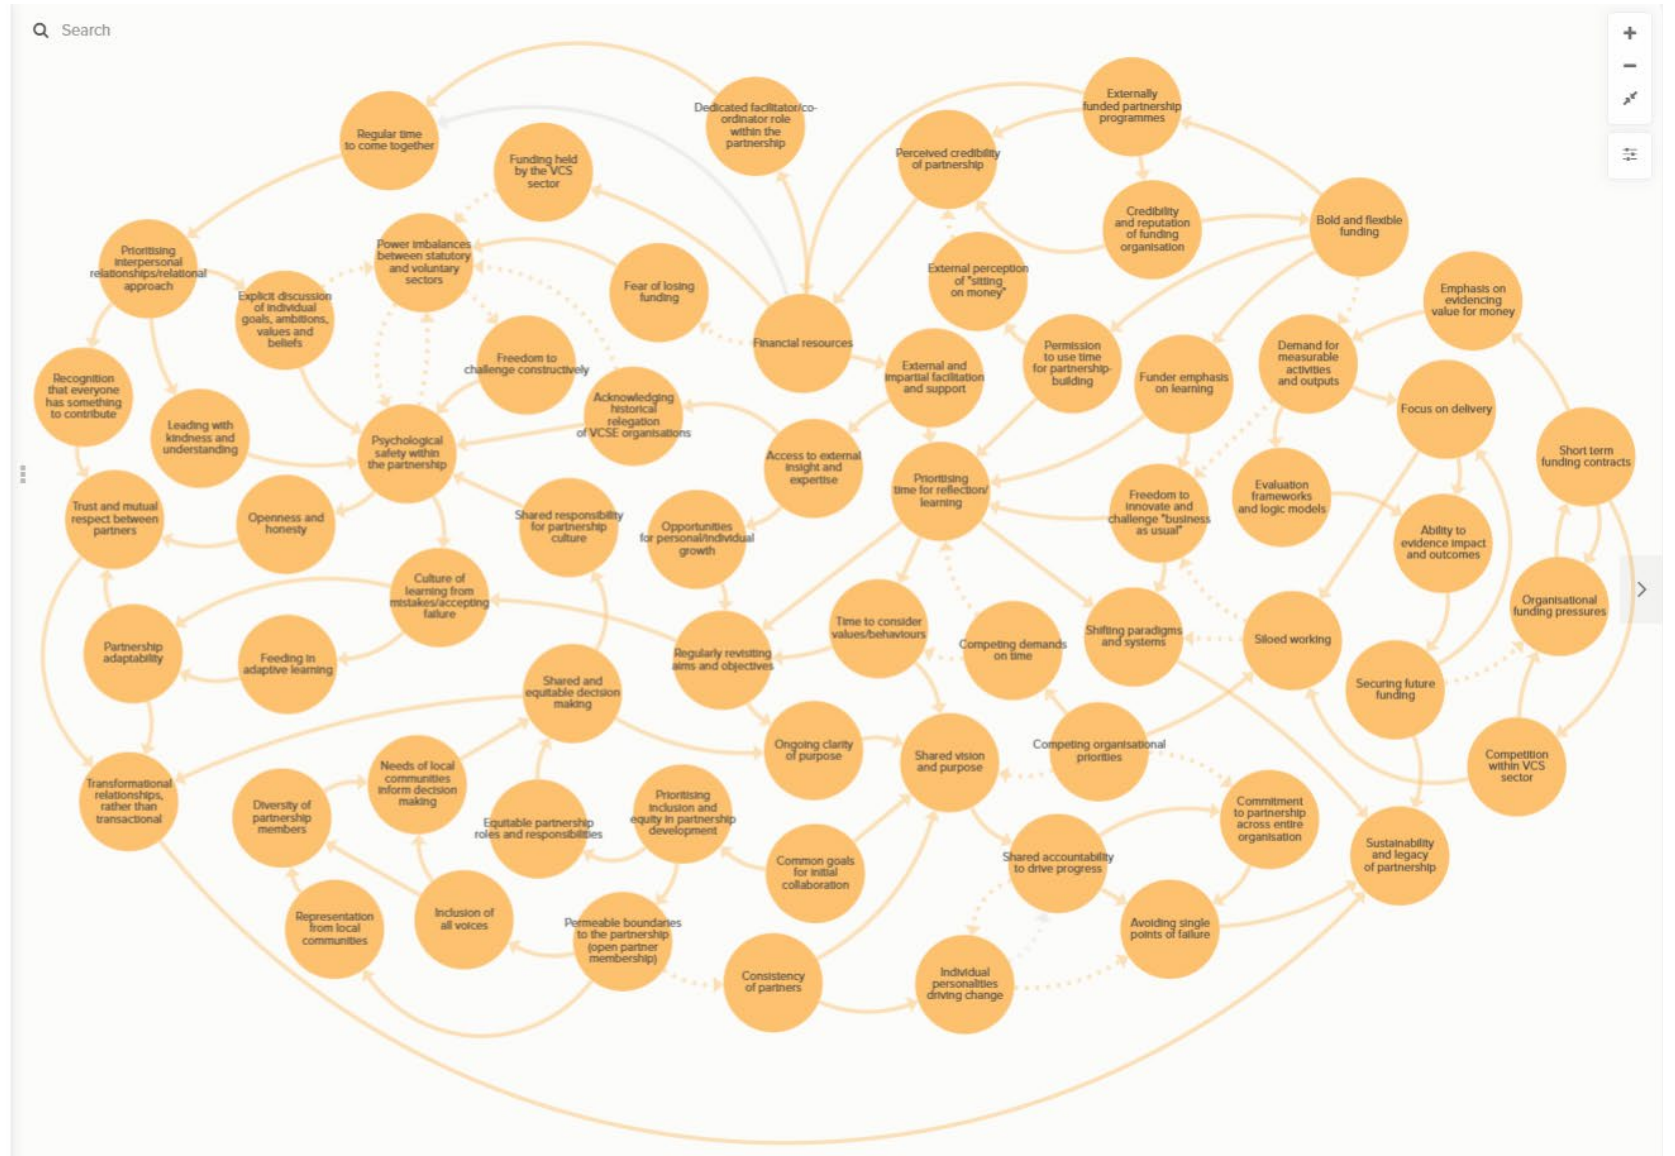 Search
Dedicated facilitator/co-
ordinator role
within the
partnership
Externally
funded partnership
programmes
Regular time
to come together
Funding held
by the VCS
sector
Perceived credibility
of partnership
Credibility
and reputation
of funding
organisation
Bold and flexible
funding
Prioritising
interpersonal
relationships/relational
approach
Power imbalances
between statutory
and voluntary
sectors
Explicit discussion
of individual
goals, ambitions,
values and
beliefs
Fear of losing
funding
External perception
of "sitting
on money"
Emphasis on
evidencing
value for money
Financial resources
Freedom to
challenge constructively
External and
impartial facilitation
and support
Permission
to use time
for partnership-
building
Funder emphasis
on learning
Demand for
measurable
activities
and outputs
Recognition
that everyone
has something
to contribute
Leading with
kindness and
understanding
Acknowledging
historical
relegation
of VCSE organisations
Focus on delivery
Psychological
safety within
the partnership
Access to external
insight and
expertise
Short term
funding contracts
Prioritising
time for reflection/
learning
Evaluation
frameworks
and logic models
Trust and mutual
respect between
partners
Openness and
honesty
Shared responsibility
for partnership
culture
Opportunities
for personal/individual
growth
Freedom to
innovate and
challenge "business
as usual"
Ability to
evidence impact
and outcomes
Culture of
learning from
mistakes/accepting
failure
Organisational
funding pressures
Time to consider
values/behaviours
Shifting paradigms
and systems
Siloed working
Partnership
adaptability
Feeding in
adaptive learning
Regularly revisiting
aims and objectives
Competing demands
on time
Shared and
equitable decision
making
Securing future
funding
Ongoing clarity
of purpose
Shared vision
and purpose
Competing organisational
priorities
Competition
within VCS
sector
Transformational
relationships,
rather than
transactional
Needs of local
communities
inform decision
making
Diversity of
partnership
members
Equitable partnership
roles and responsibilities
Prioritising
inclusion and
equity in partnership
development
Commitment
to partnership
across entire
organisation
Common goals
for initial
collaboration
Shared accountability
to drive progress
Sustainability
and legacy
of partnership
Representation
from local
communities
Inclusion of
all voices
Permeable boundaries
to the partnership
(open partner
membership)
Avoiding single
points of failure
Consistency
of partners
Individual
personalities
driving change